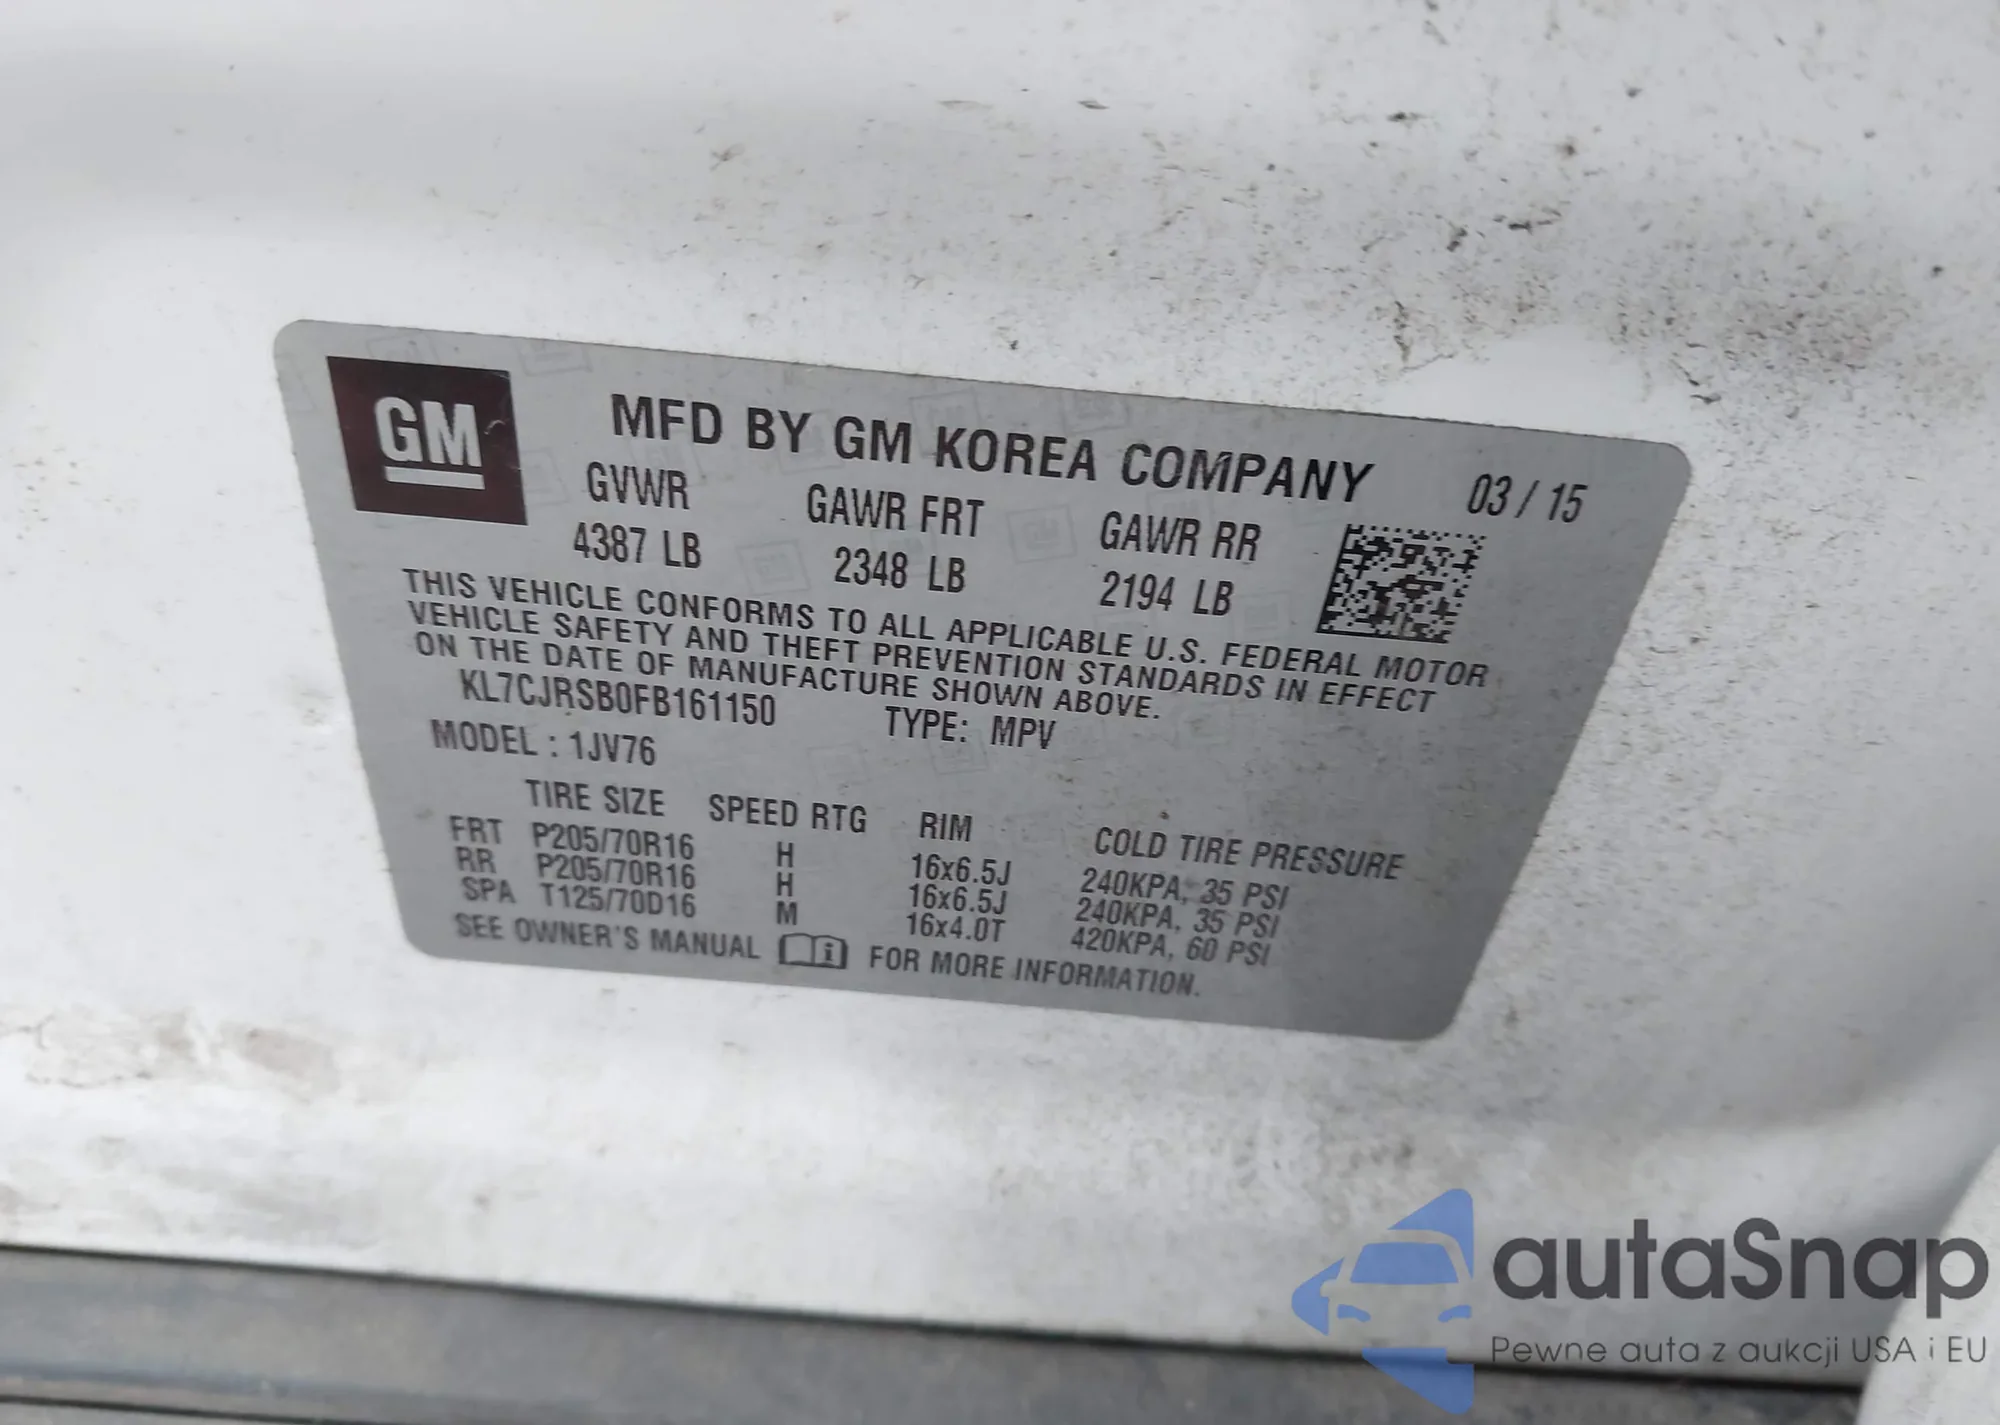 GM
MFD BY GM KOREA COMPANY 03 / 15
GVWR GAWR FRT GAWR RR
4387 LB 2348 LB 2194 LB
THIS VEHICLE CONFORMS TO ALL APPLICABLE U.S. FEDERAL MOTOR
VEHICLE SAFETY AND THEFT PREVENTION STANDARDS IN EFFECT
ON THE DATE OF MANUFACTURE SHOWN ABOVE.
KL7CJRSB0FB161150 TYPE: MPV
MODEL : 1JV76
TIRE SIZE SPEED RTG RIM COLD TIRE PRESSURE
FRT P205/70R16 H 16x6.5J 240KPA, 35 PSI
RR P205/70R16 H 16x6.5J 240KPA, 35 PSI
SPA T125/70D16 M 16x4.0T 420KPA, 60 PSI
SEE OWNER'S MANUAL i FOR MORE INFORMATION.
autaSnap
Pewne auta z aukcji USA i EU